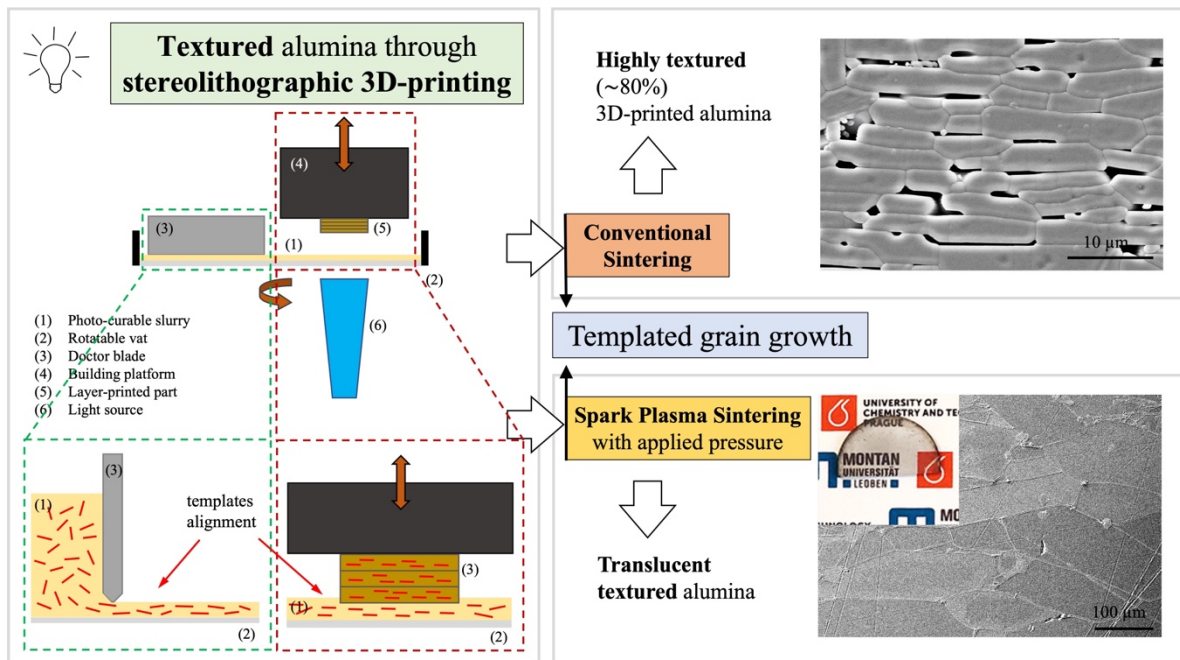 Textured alumina through
stereolithographic 3D-printing
(4)
(3)
(5)
(1)
(2)
(6)
(1) Photo-curable slurry
(2) Rotatable vat
(3) Doctor blade
(4) Building platform
(5) Layer-printed part
(6) Light source
(3)
(1)
templates
alignment
(2)
(3)
(1)
(2)
Highly textured
(~80%)
3D-printed alumina
10 µm
Conventional
Sintering
Templated grain growth
Spark Plasma Sintering
with applied pressure
UNIVERSITY OF
CHEMISTRY AND TE
PRAGUE
MONTAN
UNIVERSITÄT
LEOBEN
MO
Translucent
textured alumina
100 µm